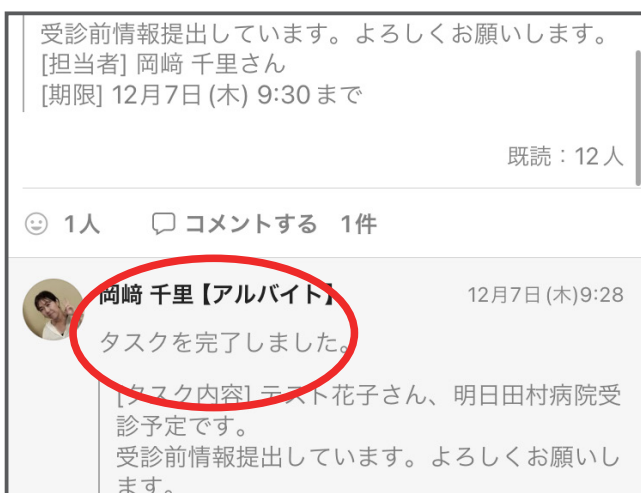 受診前情報提出しています。よろしくお願いします。
[担当者] 岡﨑 千里さん
[期限] 12月7日(木) 9:30まで
既読：12人
1人 コメントする 1件
岡﨑 千里【アルバイト】 12月7日(木)9:28
タスクを完了しました。
[タスク内容] テスト花子さん、明日田村病院受
診予定です。
受診前情報提出しています。よろしくお願いし
ます。